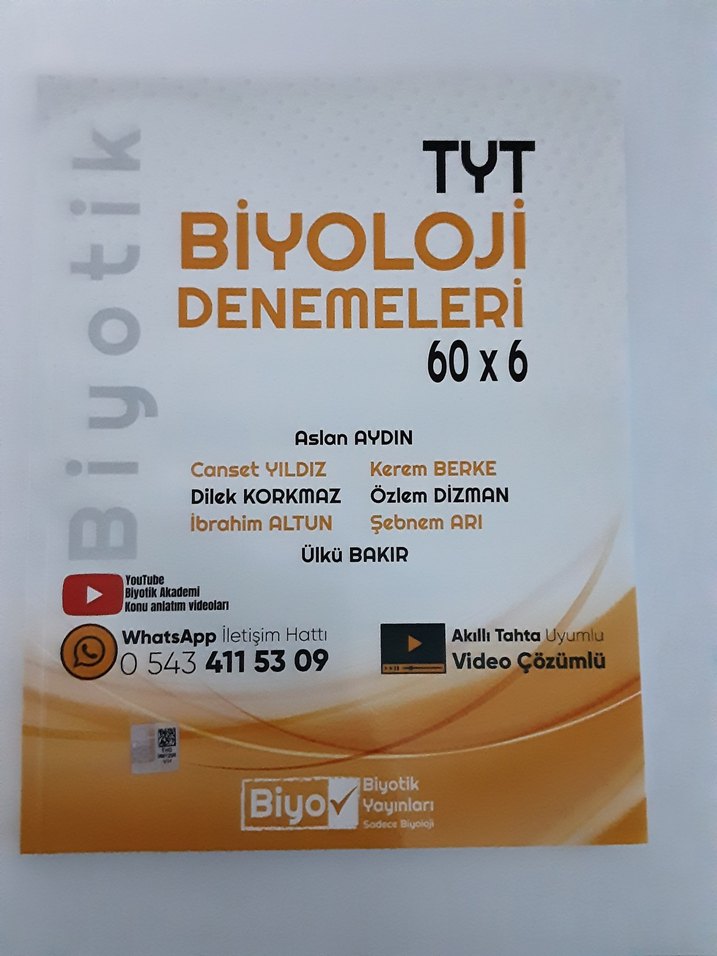 Biyotik
TYT
BİYOLOJİ
DENEMELERİ
60 x 6
Aslan AYDIN
Canset YILDIZ
Kerem BERKE
Dilek KORKMAZ
Özlem DİZMAN
İbrahim ALTUN
Şebnem ARI
Ülkü BAKIR
YouTube
Biyotik Akademi
Konu anlatım videoları
WhatsApp İletişim Hattı
0 543 411 53 09
Akıllı Tahta Uyumlu
Video Çözümlü
Biyo
Biyotik
Yayınları
Sadece Biyoloji